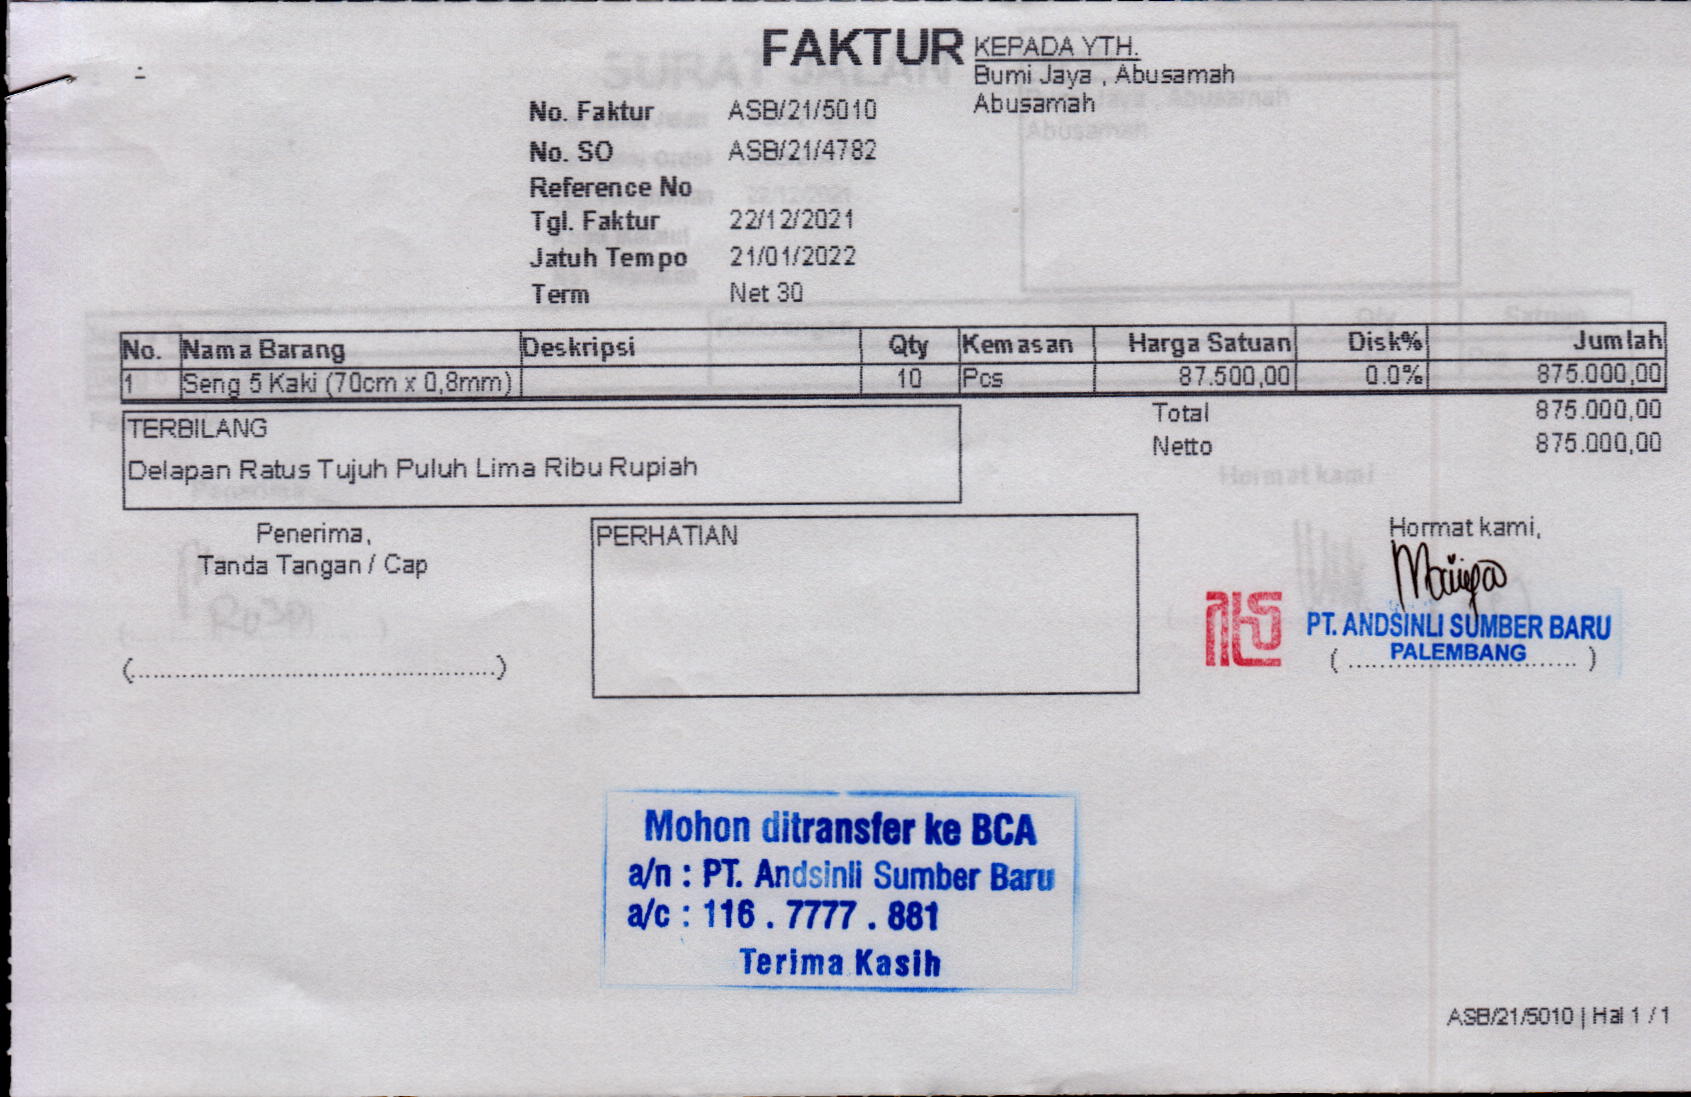 FAKTUR
KEPADA YTH.
Bumi Jaya , Abusamah
Abusamah
No. Faktur ASB/21/5010
No. SO ASB/21/4782
Reference No
Tgl. Faktur 22/12/2021
Jatuh Tempo 21/01/2022
Term Net 30
No. Nama Barang Deskripsi Qty Kemasan Harga Satuan Disk% Jumlah
1 Seng 5 Kaki (70cm x 0,8mm) 10 Pcs 87.500,00 0.0% 875.000,00
Total 875.000,00
Netto 875.000,00
TERBILANG
Delapan Ratus Tujuh Puluh Lima Ribu Rupiah
Penerima,
Tanda Tangan / Cap
(................................................)
PERHATIAN
Hormat kami,
PT. ANDSINLI SUMBER BARU
PALEMBANG
( ............................ )
Mohon ditransfer ke BCA
a/n : PT. Andsinli Sumber Baru
a/c : 116 . 7777 . 881
Terima Kasih
ASB/21/5010 | Hal 1 / 1